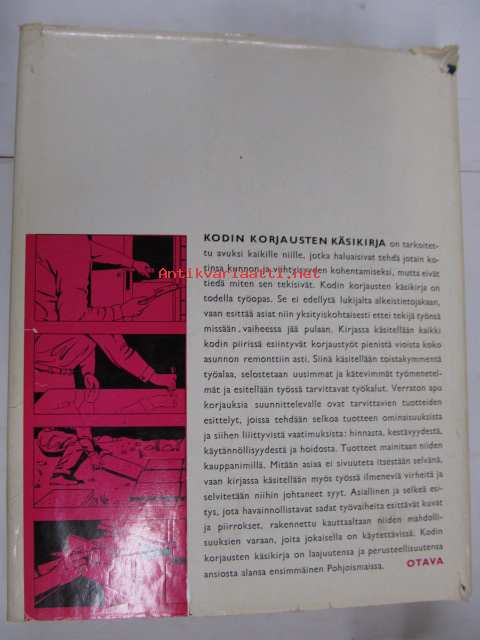 KODIN KORJAUSTEN KÄSIKIRJA on tarkoitet-
tu avuksi kaikille niille, jotka haluaisivat tehdä jotain ko-
tinsa kunnon ja viihtyisyyden kohentamiseksi, mutta eivät
tiedä miten sen tekisivät. Kodin korjausten käsikirja on
todella työopas. Se ei edellytä lukijalta alkeistietojakaan,
vaan esittää asiat niin yksityiskohtaisesti ettei tekijä työnsä
missään vaiheessa jää pulaan. Kirjassa käsitellään kaikki
kodin piirissä esiintyvät korjaustyöt pienistä vioista koko
asunnon remonttiin asti. Siinä käsitellään toistakymmentä
työalaa, selostetaan uusimmat ja kätevimmät työmenetel-
mät ja esitellään työssä tarvittavat työkalut. Verraton apu
korjauksia suunnittelevalle ovat tarvittavien tuotteiden
esittelyt, joissa tehdään selkoa tuotteen ominaisuuksista
ja siihen liittyvistä vaatimuksista: hinnasta, kestävyydestä,
käytännöllisyydestä ja hoidosta. Tuotteet mainitaan niiden
kauppanimillä. Mitään asiaa ei sivuuteta itsestään selvänä,
vaan kirjassa käsitellään myös työssä ilmeneviä virheitä ja
selvitetään niihin johtaneet syyt. Asiallinen ja selkeä esi-
tys, jota havainnollistavat sadat työvaiheita esittävät kuvat
ja piirrokset, rakennettu kauttaaltaan niiden mahdolli-
suuksien varaan, joita jokaisella on käytettävissä. Kodin
korjausten käsikirja on laajuutensa ja perusteellisuutensa
ansiosta alansa ensimmäinen Pohjoismaissa. OTAVA
Antikvariaatti.net